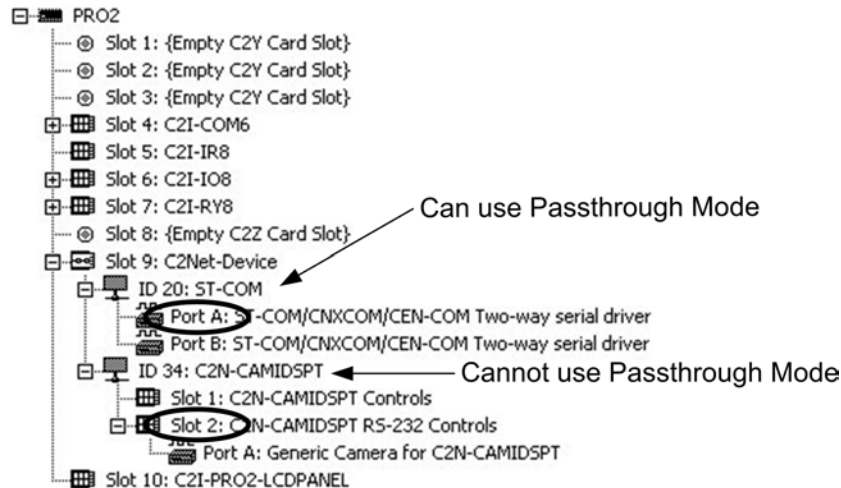 PRO2
Slot 1: {Empty C2Y Card Slot}
Slot 2: {Empty C2Y Card Slot}
Slot 3: {Empty C2Y Card Slot}
Slot 4: C2I-COM6
Slot 5: C2I-IR8
Slot 6: C2I-IO8
Slot 7: C2I-RY8
Can use Passthrough Mode
Slot 8: {Empty C2Z Card Slot}
Slot 9: C2Net-Device
ID 20: ST-COM
Port A: ST-COM/CNXCOM/CEN-COM Two-way serial driver
Port B: ST-COM/CNXCOM/CEN-COM Two-way serial driver
ID 34: C2N-CAMIDSPT
Cannot use Passthrough Mode
Slot 1: C2N-CAMIDSPT Controls
Slot 2: C2N-CAMIDSPT RS-232 Controls
Port A: Generic Camera for C2N-CAMIDSPT
Slot 10: C2I-PRO2-LCDPANEL